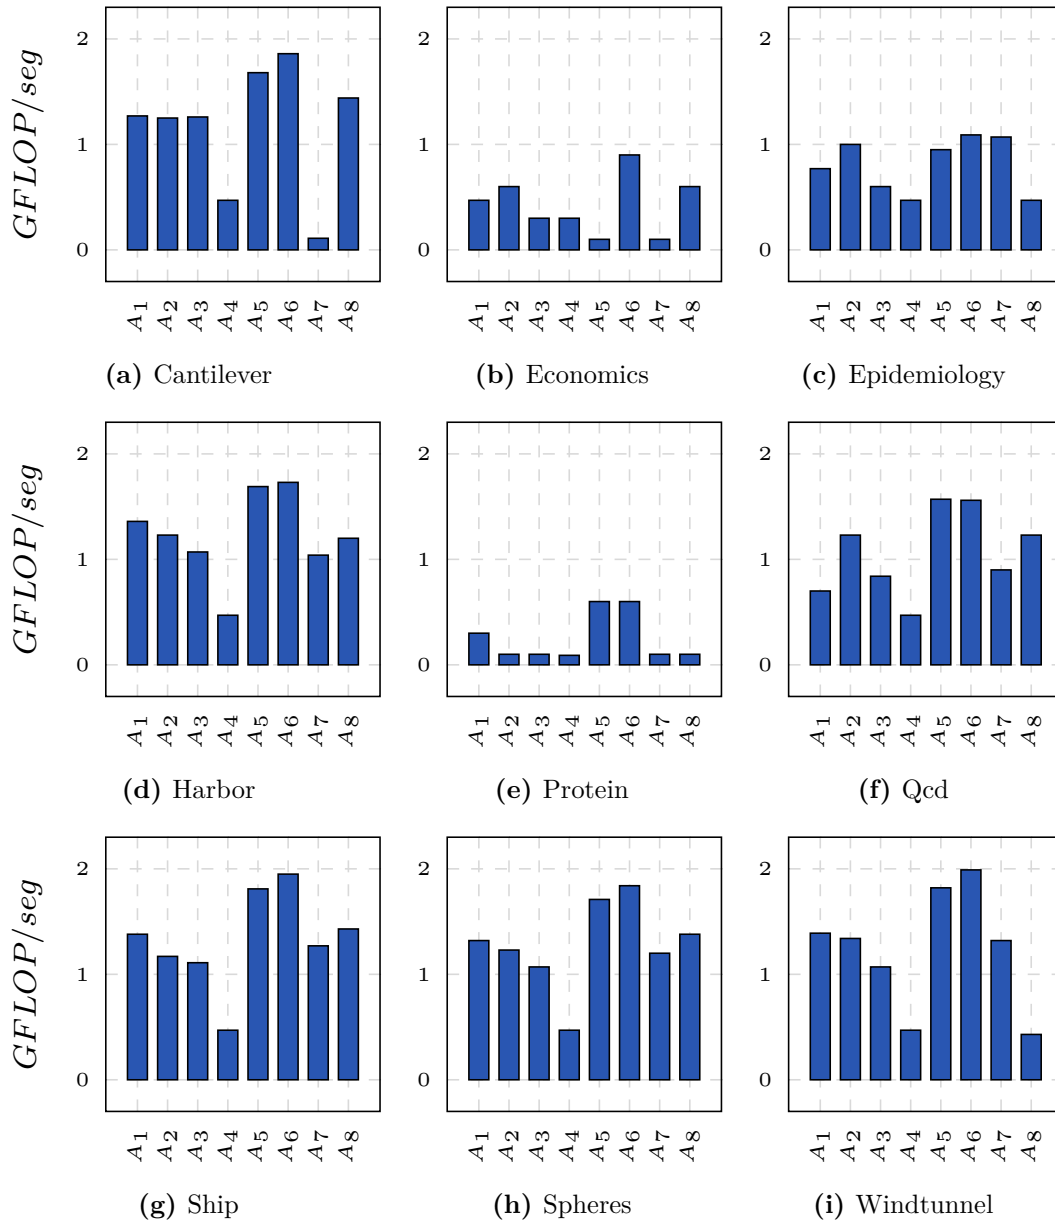 GFLOP/seg
2
1
0
A1 A2 A3 A4 A5 A6 A7 A8
(a) Cantilever
2
1
0
A1 A2 A3 A4 A5 A6 A7 A8
(b) Economics
2
1
0
A1 A2 A3 A4 A5 A6 A7 A8
(c) Epidemiology
GFLOP/seg
2
1
0
A1 A2 A3 A4 A5 A6 A7 A8
(d) Harbor
2
1
0
A1 A2 A3 A4 A5 A6 A7 A8
(e) Protein
2
1
0
A1 A2 A3 A4 A5 A6 A7 A8
(f) Qcd
GFLOP/seg
2
1
0
A1 A2 A3 A4 A5 A6 A7 A8
(g) Ship
2
1
0
A1 A2 A3 A4 A5 A6 A7 A8
(h) Spheres
2
1
0
A1 A2 A3 A4 A5 A6 A7 A8
(i) Windtunnel